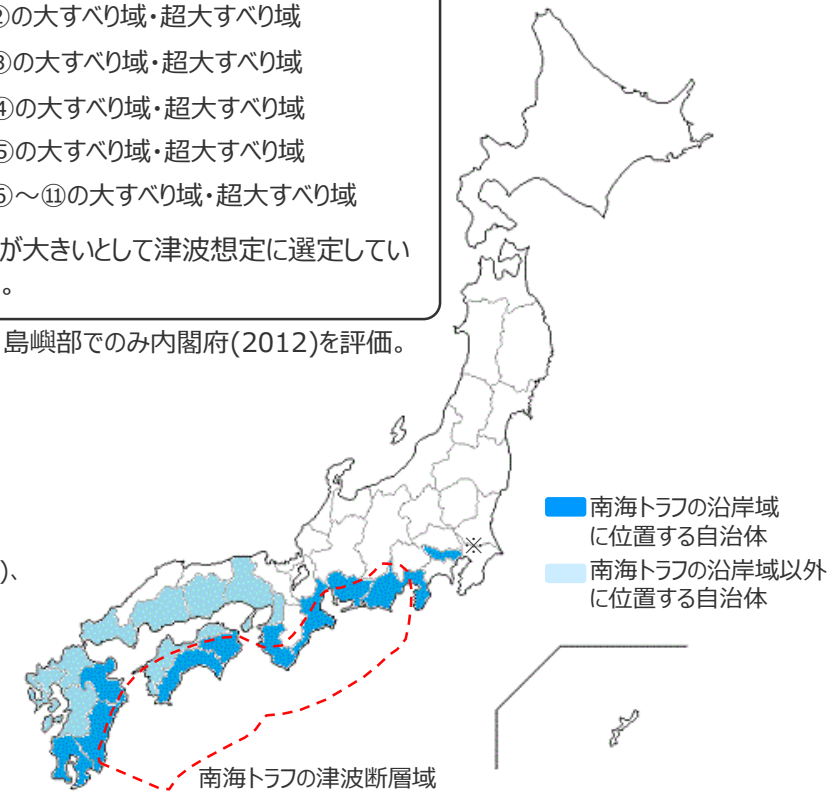 ②の大すべり域・超大すべり域
③の大すべり域・超大すべり域
④の大すべり域・超大すべり域
⑤の大すべり域・超大すべり域
⑥～⑪の大すべり域・超大すべり域
が大きいとして津波想定に選定してい
。
島嶼部でのみ内閣府(2012)を評価。
)、
※
南海トラフの沿岸域
に位置する自治体
南海トラフの沿岸域以外
に位置する自治体
南海トラフの津波断層域